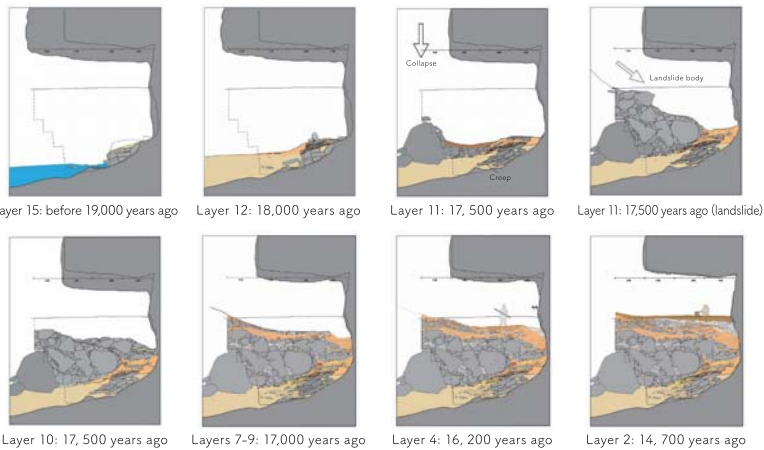 Collapse
Landslide body
Creep
ayer 15: before 19,000 years ago
Layer 12: 18,000 years ago
Layer 11: 17, 500 years ago
Layer 11: 17,500 years ago (landslide)
Layer 10: 17, 500 years ago
Layers 7-9: 17,000 years ago
Layer 4: 16, 200 years ago
Layer 2: 14, 700 years ago